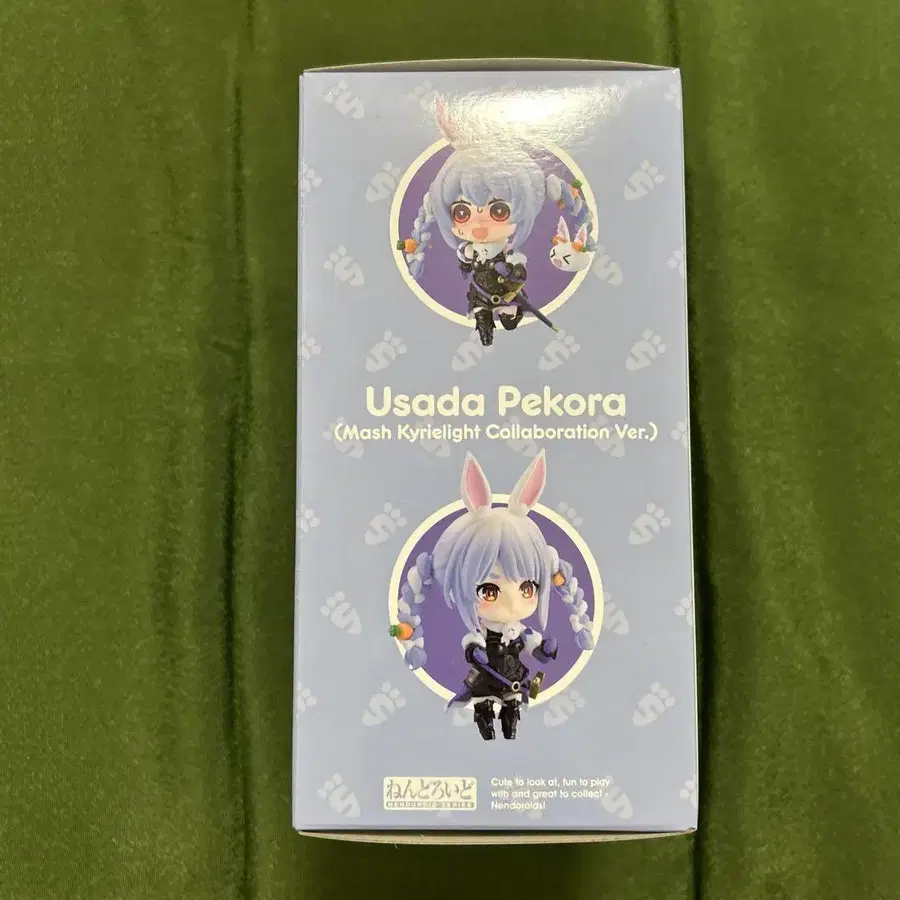 Usada Pekora
(Mash Kyrielight Collaboration Ver.)
ねんどろいど
NENDOROID SERIES
Cute to look at, fun to play
with and great to collect -
Nendoroids!